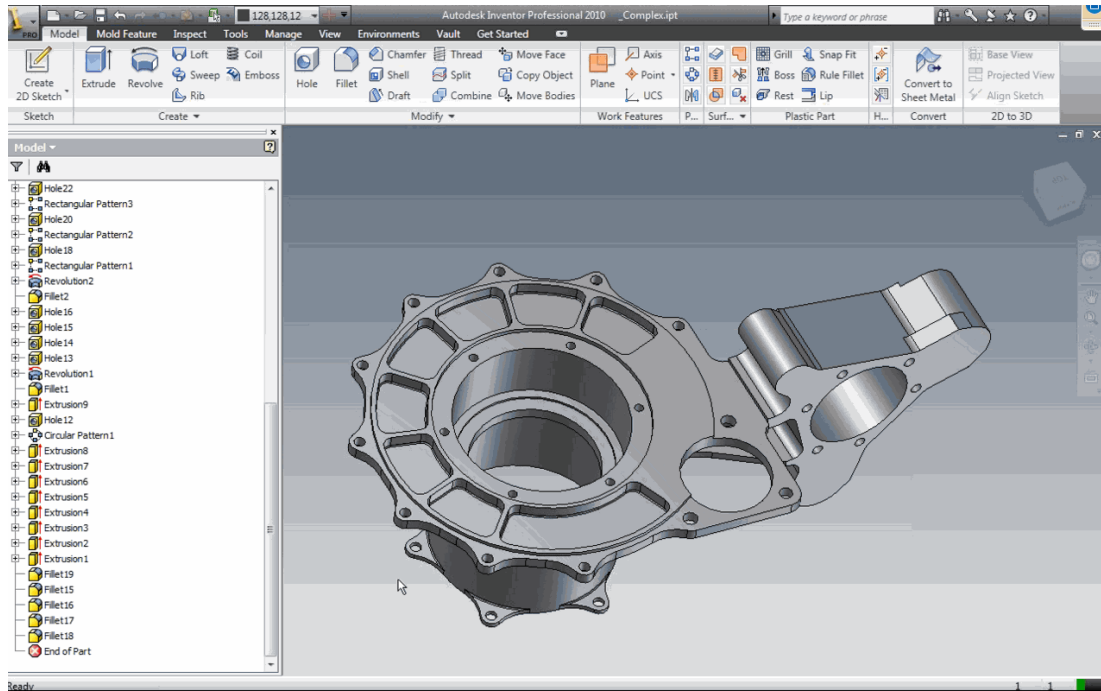 128,128,12
Autodesk Inventor Professional 2010 _Complex.ipt
Type a keyword or phrase
PRO
Model Mold Feature Inspect Tools Manage View Environments Vault Get Started
Create 2D Sketch
Extrude
Revolve
Loft
Sweep
Rib
Coil
Emboss
Hole
Fillet
Chamfer
Shell
Draft
Thread
Split
Combine
Move Face
Copy Object
Move Bodies
Plane
Axis
Point
UCS
Grill
Boss
Rest
Snap Fit
Rule Fillet
Lip
Convert to Sheet Metal
Base View
Projected View
Align Sketch
Sketch Create Modify Work Features P... Surf... Plastic Part H... Convert 2D to 3D
Model
Hole22
Rectangular Pattern3
Hole20
Rectangular Pattern2
Hole18
Rectangular Pattern1
Revolution2
Fillet2
Hole16
Hole15
Hole14
Hole13
Revolution1
Fillet1
Extrusion9
Hole12
Circular Pattern1
Extrusion8
Extrusion7
Extrusion6
Extrusion5
Extrusion4
Extrusion3
Extrusion2
Extrusion1
Fillet19
Fillet15
Fillet16
Fillet17
Fillet18
End of Part
Ready
1 1